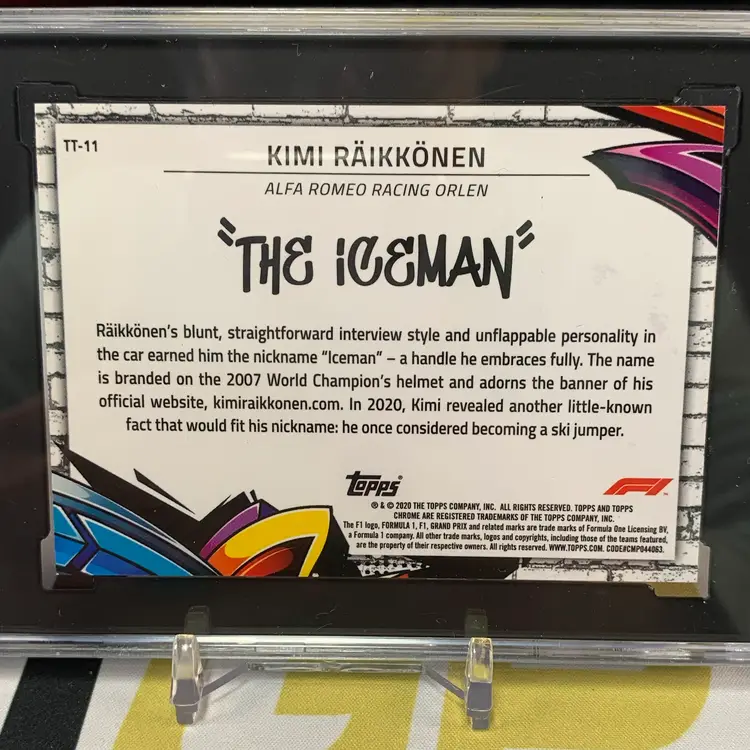 TT-11
KIMI RÄIKKÖNEN
ALFA ROMEO RACING ORLEN
"THE ICEMAN"
Räikkönen's blunt, straightforward interview style and unflappable personality in
the car earned him the nickname "Iceman" – a handle he embraces fully. The name
is branded on the 2007 World Champion's helmet and adorns the banner of his
official website, kimiraikkonen.com. In 2020, Kimi revealed another little-known
fact that would fit his nickname: he once considered becoming a ski jumper.
Topps®
F1
® & © 2020 THE TOPPS COMPANY, INC. ALL RIGHTS RESERVED. TOPPS AND TOPPS
CHROME ARE REGISTERED TRADEMARKS OF THE TOPPS COMPANY, INC.
The F1 logo, FORMULA 1, F1, GRAND PRIX and related marks are trade marks of Formula One Licensing BV,
a Formula 1 company. All other trade marks, logos and copyrights, including those of the teams featured,
are the property of their respective owners. All rights reserved. WWW.TOPPS.COM. CODE#CMP044063.